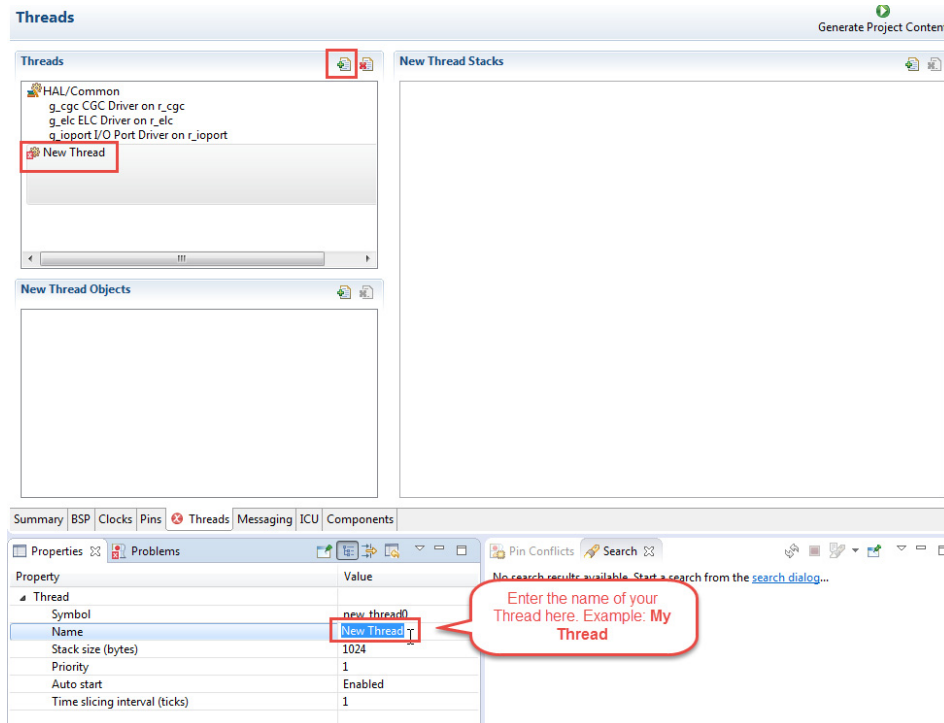 Threads
Generate Project Content
Threads
New Thread Stacks
HAL/Common
g_cgc CGC Driver on r_cgc
g_elc ELC Driver on r_elc
g_ioport I/O Port Driver on r_ioport
New Thread
New Thread Objects
Summary BSP Clocks Pins Threads Messaging ICU Components
Properties Problems
Pin Conflicts Search
Property Value
No search results available. Start a search from the search dialog...
Thread
Symbol new_thread0
Name New Thread
Stack size (bytes) 1024
Priority 1
Auto start Enabled
Time slicing interval (ticks) 1
Enter the name of your
Thread here. Example: My
Thread